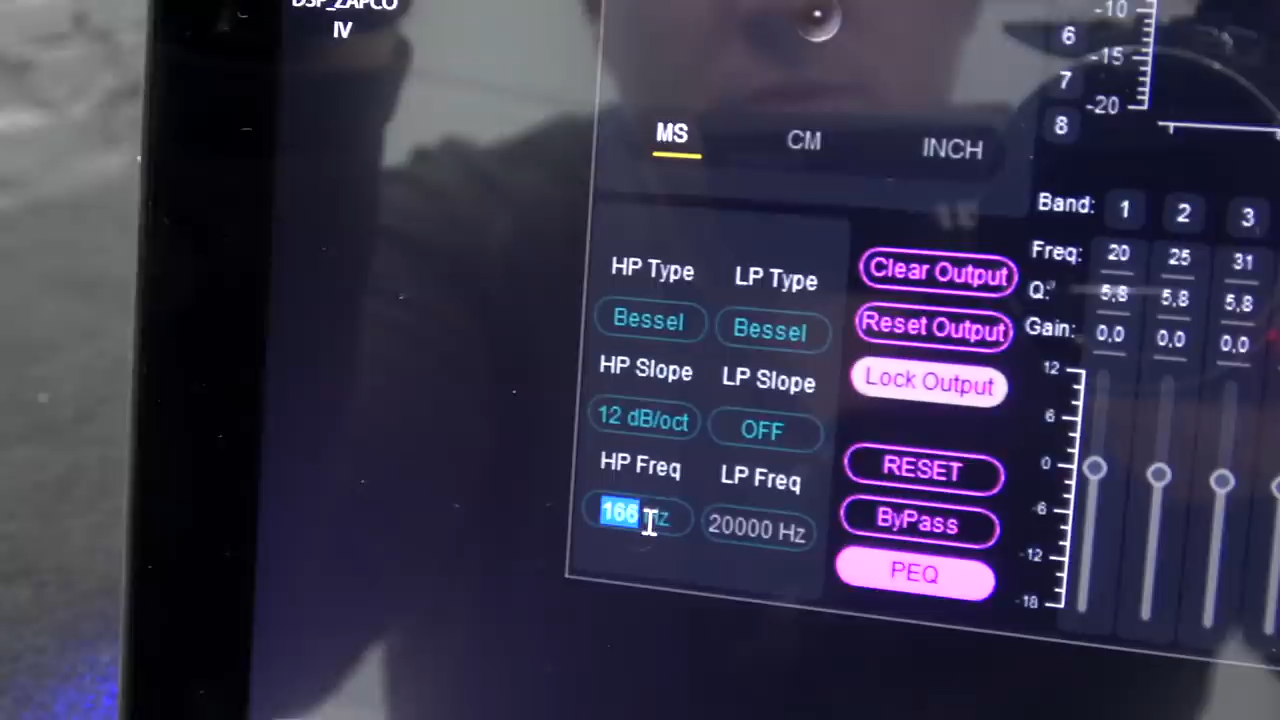 DSP_ZAPCO
IV
-10
6
-15
7
-20
8
MS CM INCH
Band: 1 2 3
HP Type LP Type Clear Output Freq: 20 25 31
Bessel Bessel Reset Output Q: 5,8 5,8 5,8
Gain: 0,0 0,0 0,0
HP Slope LP Slope Lock Output 12
12 dB/oct OFF 6
HP Freq LP Freq RESET 0
166 Hz 20000 Hz ByPass -6
-12
PEQ -18